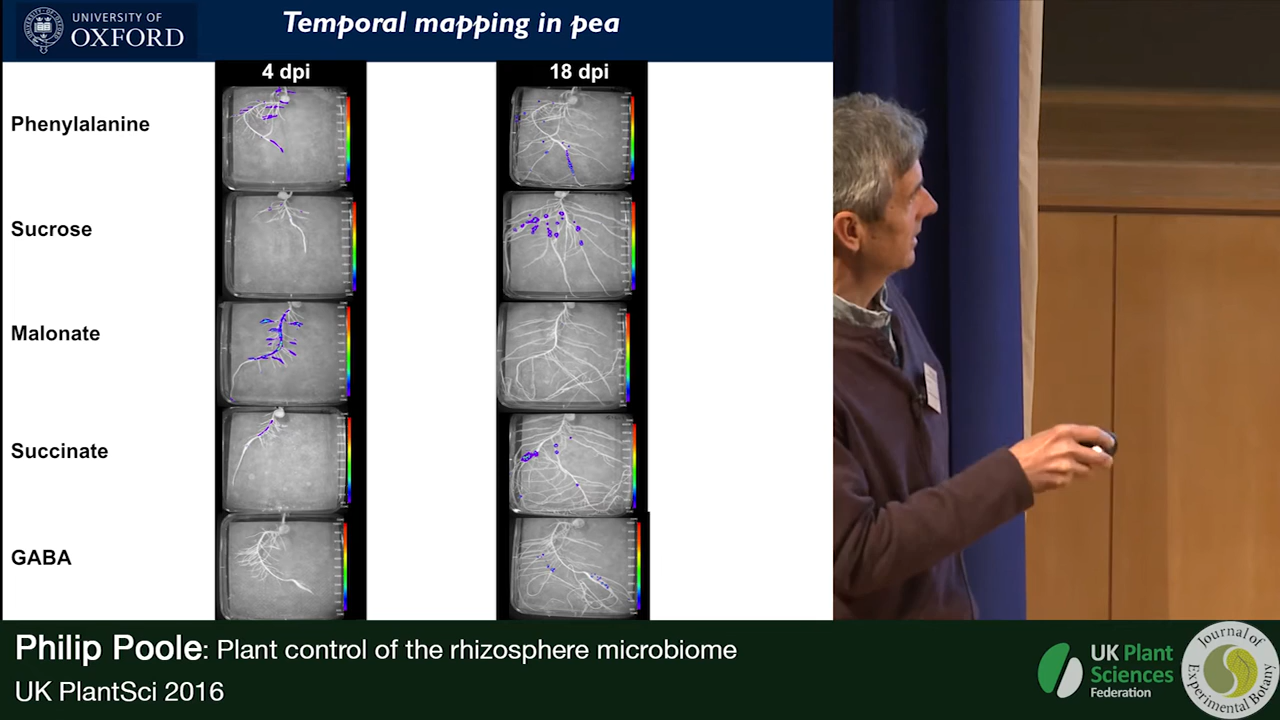 UNIVERSITY OF
OXFORD
Temporal mapping in pea
4 dpi
18 dpi
Phenylalanine
Sucrose
Malonate
Succinate
GABA
Philip Poole: Plant control of the rhizosphere microbiome
UK PlantSci 2016
UK Plant
Sciences
Federation
Journal of
Experimental Botany